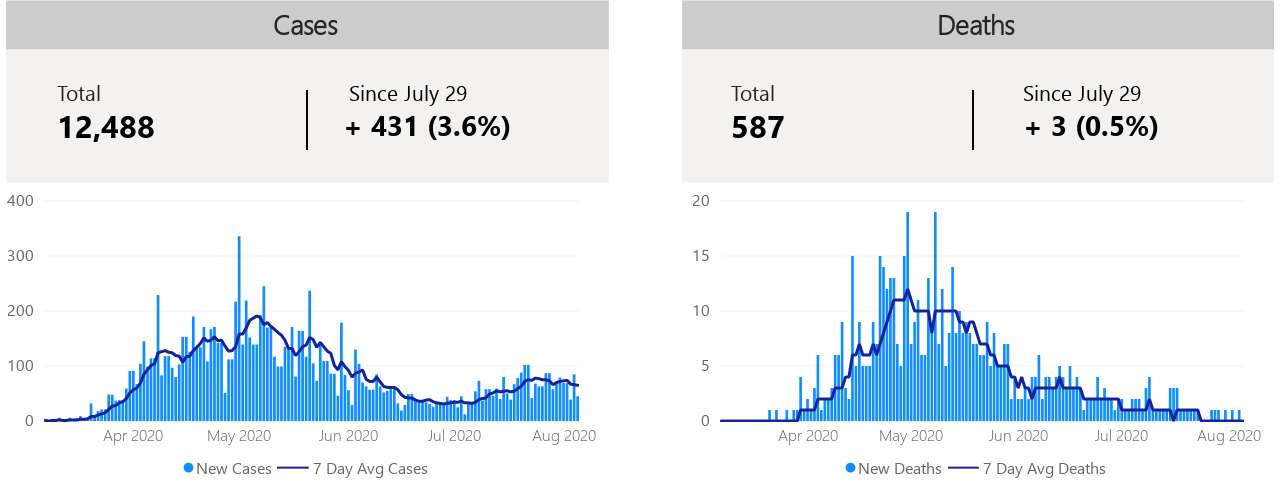 Cases
Total
12,488
Since July 29
+ 431 (3.6%)
400
300
200
100
0
Apr 2020 May 2020 Jun 2020 Jul 2020 Aug 2020
New Cases 7 Day Avg Cases
Deaths
Total
587
Since July 29
+ 3 (0.5%)
20
15
10
5
0
Apr 2020 May 2020 Jun 2020 Jul 2020 Aug 2020
New Deaths 7 Day Avg Deaths